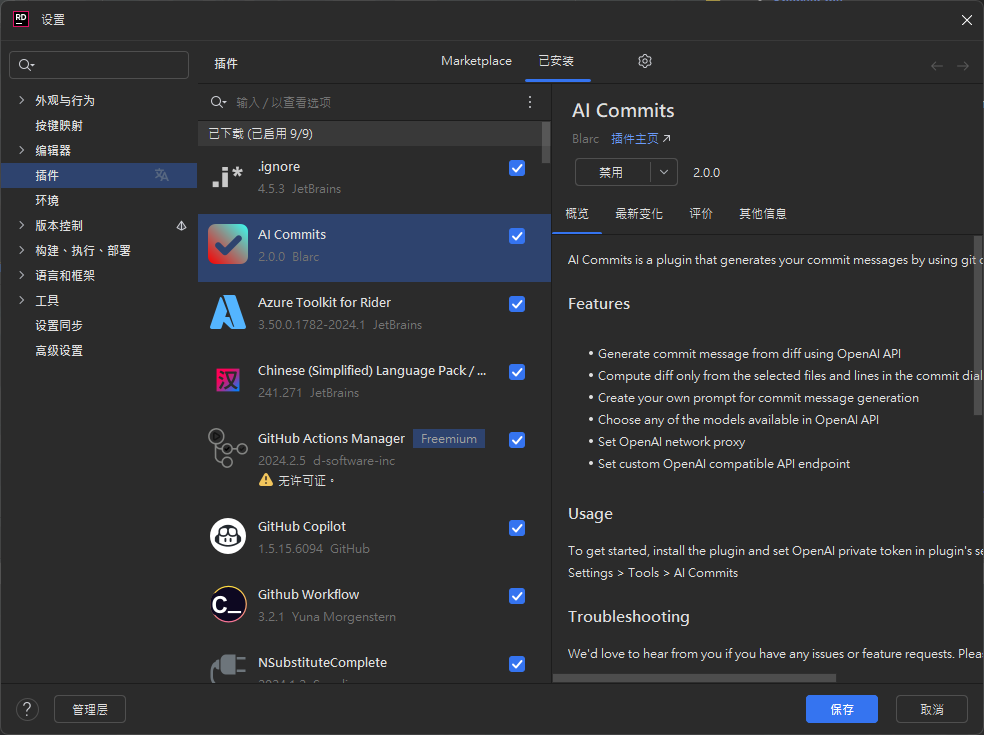 RD 设置
外观与行为
按键映射
编辑器
插件
环境
版本控制
构建、执行、部署
语言和框架
工具
设置同步
高级设置
插件 Marketplace 已安装
输入 / 以查看选项
已下载 (已启用 9/9)
.ignore
4.5.3 JetBrains
AI Commits
2.0.0 Blarc
Azure Toolkit for Rider
3.50.0.1782-2024.1 JetBrains
汉
Chinese (Simplified) Language Pack / ...
241.271 JetBrains
GitHub Actions Manager Freemium
2024.2.5 d-software-inc
无许可证。
GitHub Copilot
1.5.15.6094 GitHub
C_
Github Workflow
3.2.1 Yuna Morgenstern
NSubstituteComplete
AI Commits
Blarc 插件主页
禁用 2.0.0
概览 最新变化 评价 其他信息
AI Commits is a plugin that generates your commit messages by using git
Features
• Generate commit message from diff using OpenAI API
• Compute diff only from the selected files and lines in the commit dial
• Create your own prompt for commit message generation
• Choose any of the models available in OpenAI API
• Set OpenAI network proxy
• Set custom OpenAI compatible API endpoint
Usage
To get started, install the plugin and set OpenAI private token in plugin's se
Settings > Tools > AI Commits
Troubleshooting
We'd love to hear from you if you have any issues or feature requests. Pleas
? 管理层 保存 取消